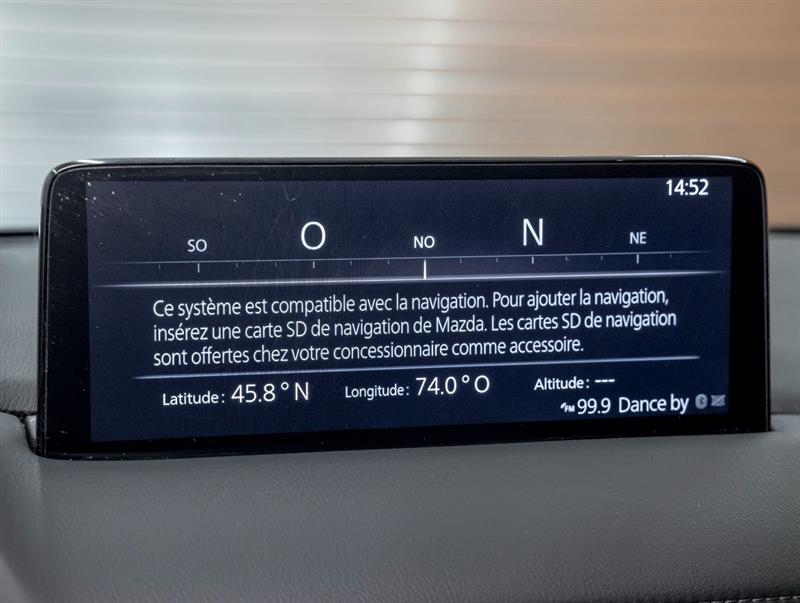 14:52
SO O NO N NE
Ce système est compatible avec la navigation. Pour ajouter la navigation,
insérez une carte SD de navigation de Mazda. Les cartes SD de navigation
sont offertes chez votre concessionnaire comme accessoire.
Latitude: 45.8° N Longitude: 74.0° O Altitude: ---
FM 99.9 Dance by